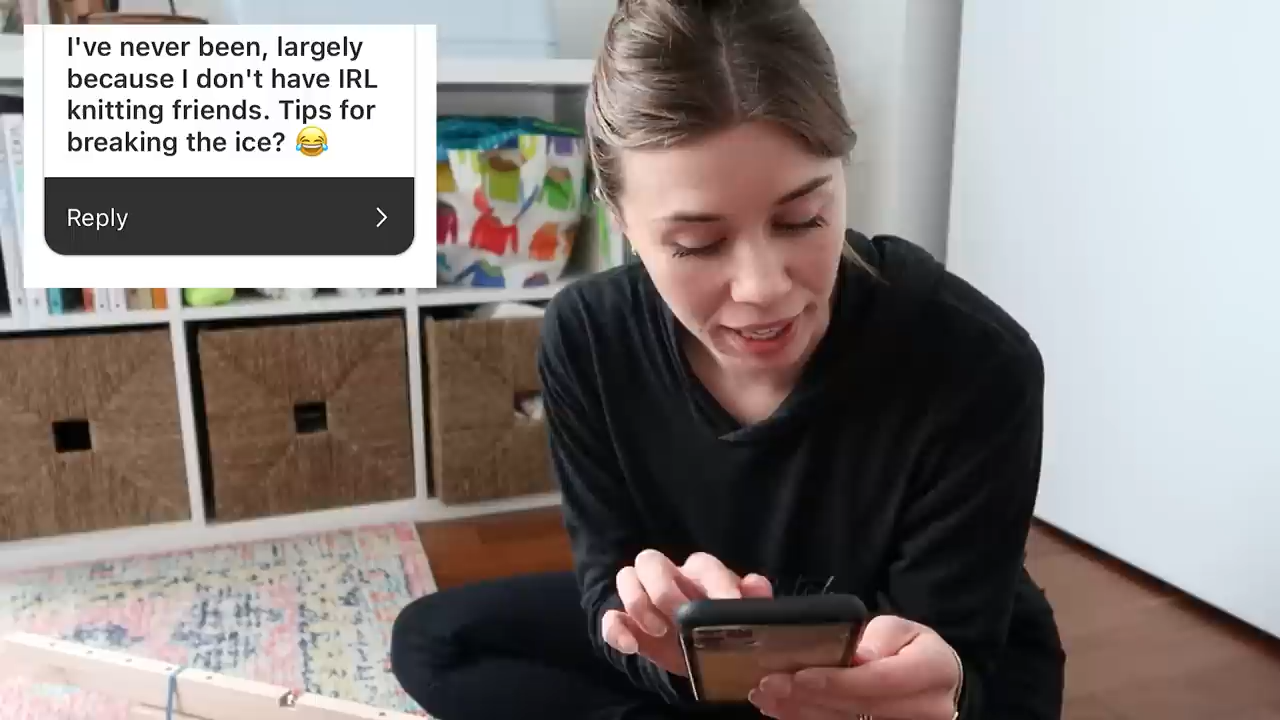 I've never been, largely
because I don't have IRL
knitting friends. Tips for
breaking the ice? 😂
Reply